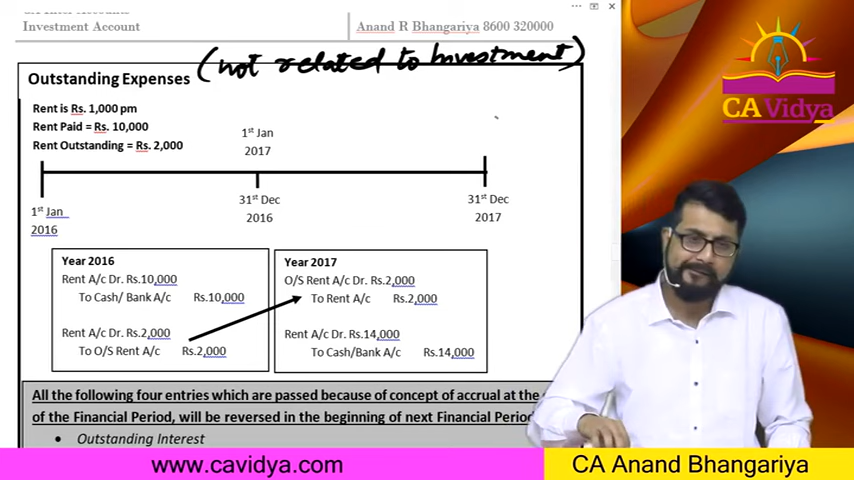 Investment Account
Anand R Bhangariya 8600 320000
Outstanding Expenses (not related to Investment)
Rent is Rs. 1,000 pm
Rent Paid = Rs. 10,000
Rent Outstanding = Rs. 2,000
1st Jan
2017
1st Jan
2016
31st Dec
2016
31st Dec
2017
Year 2016
Rent A/c Dr. Rs.10,000
To Cash/ Bank A/c Rs.10,000
Rent A/c Dr. Rs.2,000
To O/S Rent A/c Rs.2,000
Year 2017
O/S Rent A/c Dr. Rs.2,000
To Rent A/c Rs.2,000
Rent A/c Dr. Rs.14,000
To Cash/Bank A/c Rs.14,000
All the following four entries which are passed because of concept of accrual at the
of the Financial Period, will be reversed in the beginning of next Financial Period
• Outstanding Interest
CA Vidya
www.cavidya.com
CA Anand Bhangariya